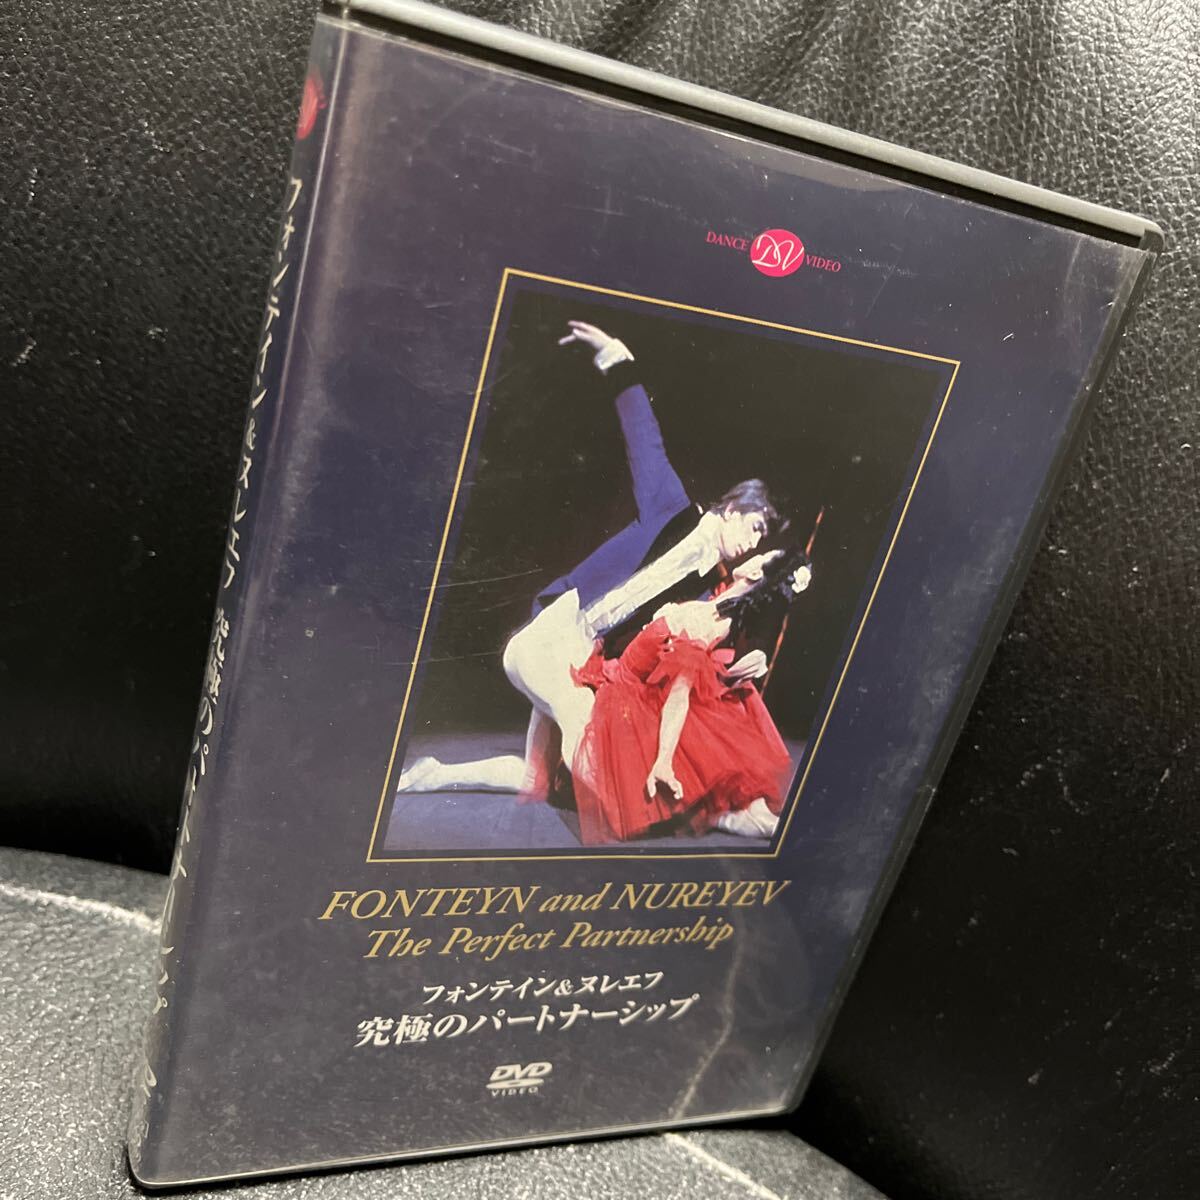 DANCE DV VIDEO
FONTEYN and NUREYEV
The Perfect Partnership
フォンテイン&ヌレエフ
究極のパートナーシップ
DVD
VIDEO
フォンテイン&ヌレエフ 究極のパートナーシップ